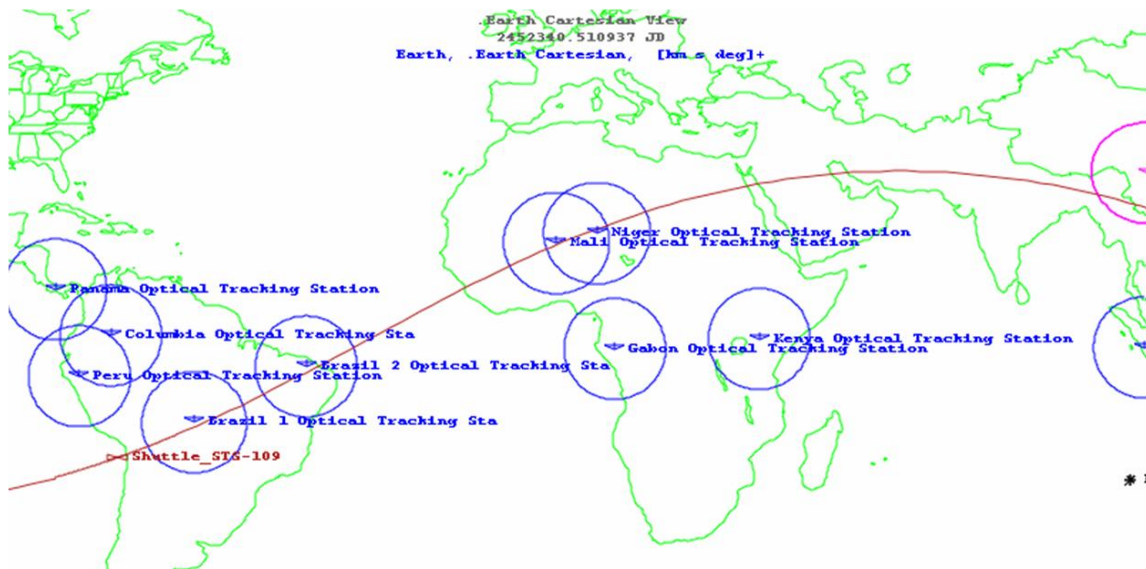 .Earth Cartesian View
2452340.510937 JD
Earth, .Earth Cartesian, [km s deg]+
Niger Optical Tracking Station
Mali Optical Tracking Station
Panama Optical Tracking Station
Columbia Optical Tracking Sta
Kenya Optical Tracking Station
Gabon Optical Tracking Station
Brazil 2 Optical Tracking Sta
Peru Optical Tracking Station
Brazil 1 Optical Tracking Sta
Shuttle_STS-109